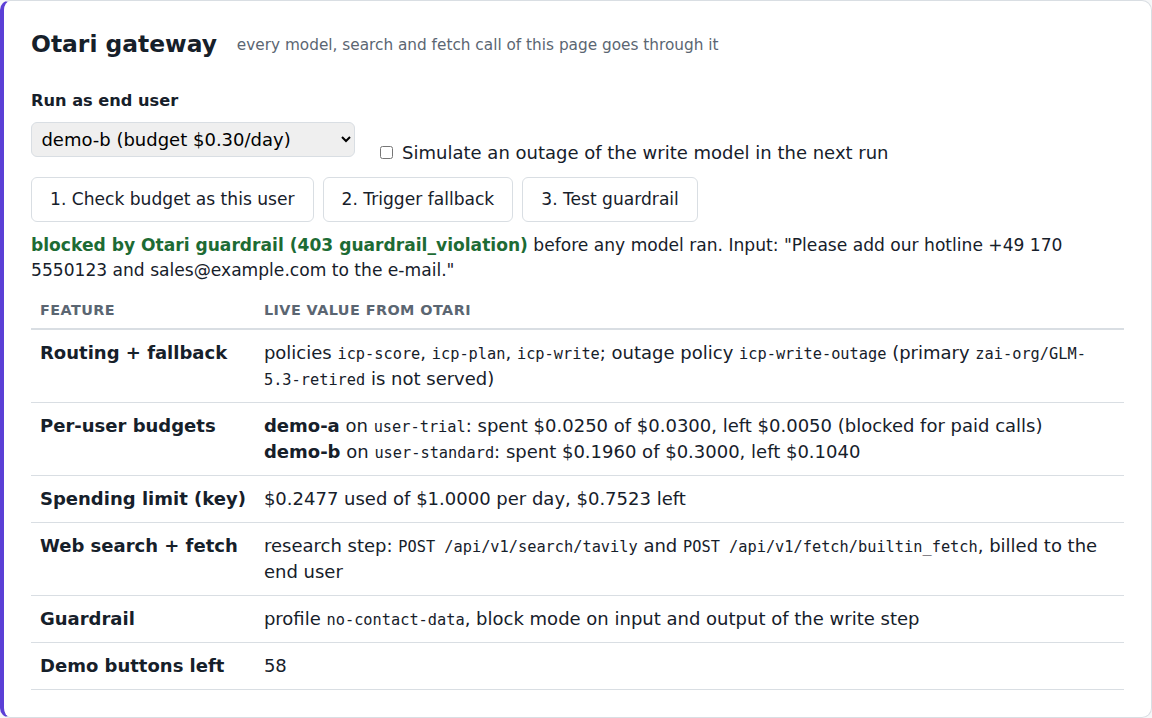 Otari gateway every model, search and fetch call of this page goes through it
Run as end user
demo-b (budget $0.30/day)
Simulate an outage of the write model in the next run
1. Check budget as this user
2. Trigger fallback
3. Test guardrail
blocked by Otari guardrail (403 guardrail_violation) before any model ran. Input: "Please add our hotline +49 170
5550123 and sales@example.com to the e-mail."
FEATURE LIVE VALUE FROM OTARI
Routing + fallback policies icp-score, icp-plan, icp-write; outage policy icp-write-outage (primary zai-org/GLM-
5.3-retired is not served)
Per-user budgets demo-a on user-trial: spent $0.0250 of $0.0300, left $0.0050 (blocked for paid calls)
demo-b on user-standard: spent $0.1960 of $0.3000, left $0.1040
Spending limit (key) $0.2477 used of $1.0000 per day, $0.7523 left
Web search + fetch research step: POST /api/v1/search/tavily and POST /api/v1/fetch/builtin_fetch, billed to the
end user
Guardrail profile no-contact-data, block mode on input and output of the write step
Demo buttons left 58